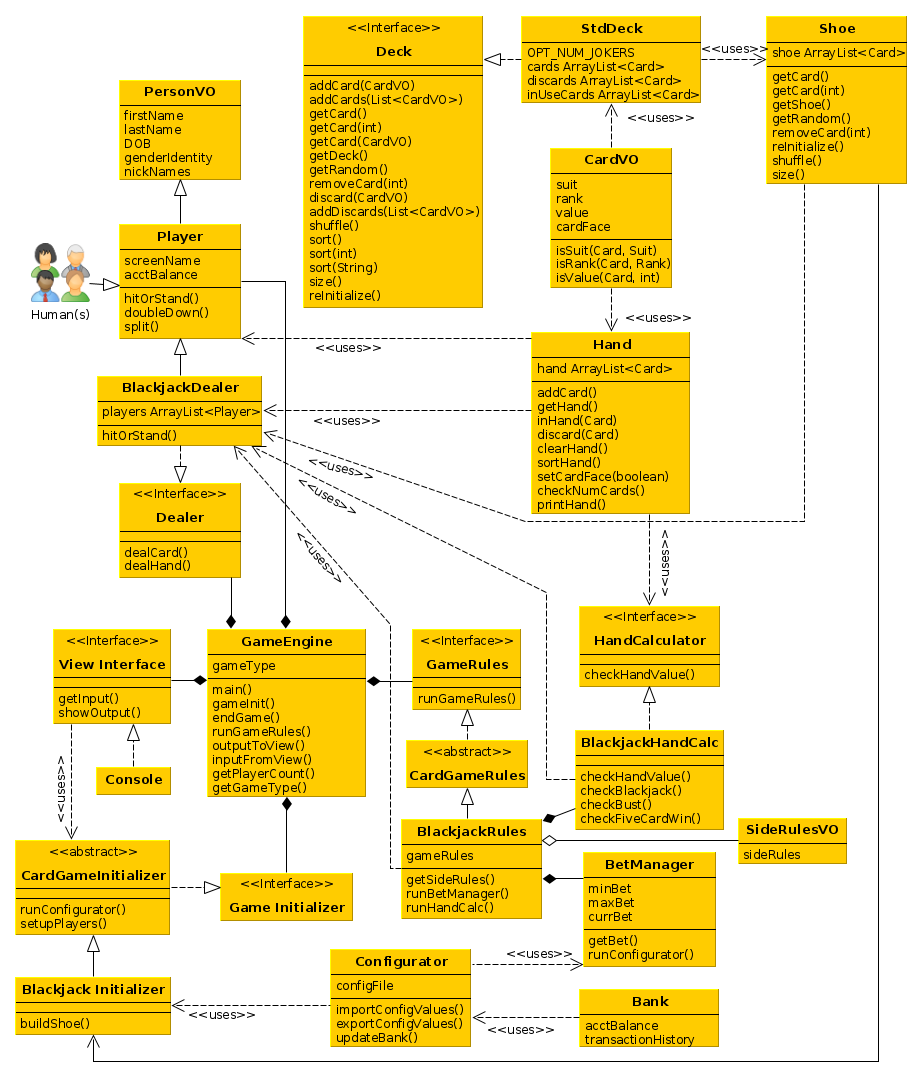 <<Interface>>
Deck
addCard(CardVO)
addCards(List<CardVO>)
getCard()
getCard(int)
getCard(CardVO)
getDeck()
getRandom()
removeCard(int)
discard(CardVO)
addDiscards(List<CardVO>)
shuffle()
sort()
sort(int)
sort(String)
size()
reInitialize()
StdDeck
OPT_NUM_JOKERS
cards ArrayList<Card>
discards ArrayList<Card>
inUseCards ArrayList<Card>
<<uses>>
Shoe
shoe ArrayList<Card>
getCard()
getCard(int)
getShoe()
getRandom()
removeCard(int)
reInitialize()
shuffle()
size()
<<uses>>
PersonVO
firstName
lastName
DOB
genderIdentity
nickNames
CardVO
suit
rank
value
cardFace
isSuit(Card, Suit)
isRank(Card, Rank)
isValue(Card, int)
<<uses>>
Player
screenName
acctBalance
hitOrStand()
doubleDown()
split()
Human(s)
<<uses>>
Hand
hand ArrayList<Card>
addCard()
getHand()
inHand(Card)
discard(Card)
clearHand()
sortHand()
setCardFace(boolean)
checkNumCards()
printHand()
BlackjackDealer
players ArrayList<Player>
hitOrStand()
<<uses>>
<<uses>>
<<uses>>
<<uses>>
<<uses>>
<<Interface>>
Dealer
dealCard()
dealHand()
<<Interface>>
HandCalculator
checkHandValue()
<<Interface>>
View Interface
getInput()
showOutput()
GameEngine
gameType
main()
gameInit()
endGame()
runGameRules()
outputToView()
inputFromView()
getPlayerCount()
getGameType()
<<Interface>>
GameRules
runGameRules()
<<uses>>
Console
<<abstract>>
CardGameRules
BlackjackHandCalc
checkHandValue()
checkBlackjack()
checkBust()
checkFiveCardWin()
BlackjackRules
gameRules
getSideRules()
runBetManager()
runHandCalc()
SideRulesVO
sideRules
<<abstract>>
CardGameInitializer
runConfigurator()
setupPlayers()
<<Interface>>
Game Initializer
BetManager
minBet
maxBet
currBet
getBet()
runConfigurator()
<<uses>>
Configurator
configFile
importConfigValues()
exportConfigValues()
updateBank()
Blackjack Initializer
buildShoe()
<<uses>>
<<uses>>
Bank
acctBalance
transactionHistory